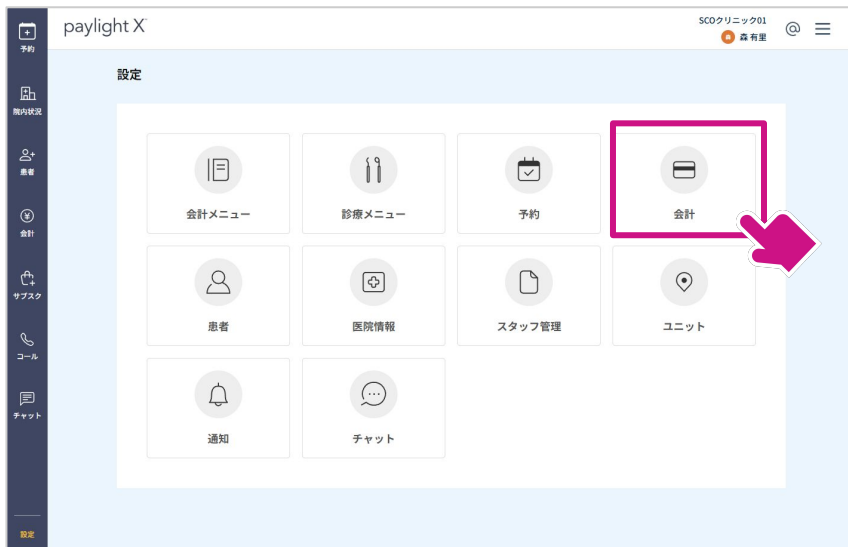 paylight X
SCOクリニック01
森 有里
予約
院内状況
患者
会計
サブスク
コール
チャット
設定
設定
会計メニュー
診療メニュー
予約
会計
患者
医院情報
スタッフ管理
ユニット
通知
チャット